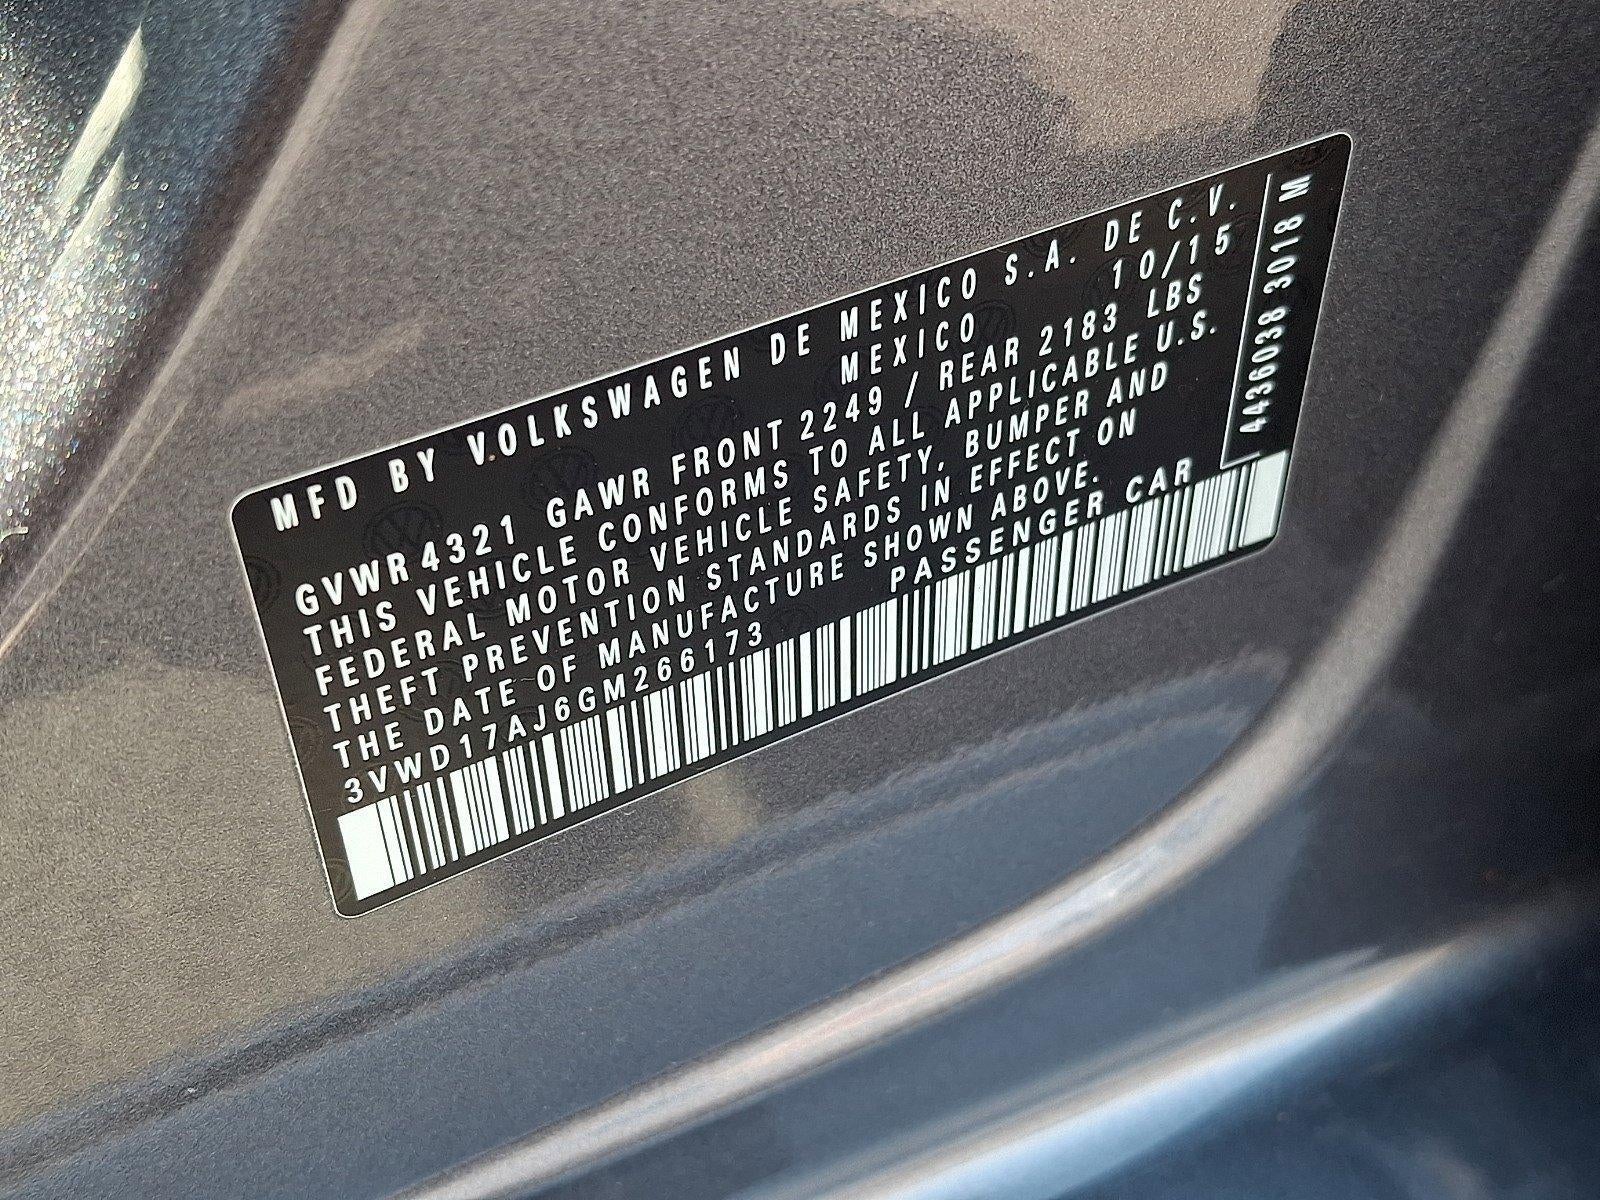 MFD BY VOLKSWAGEN DE MEXICO S.A. DE C.V.
MEXICO 10/15
GVWR 4321 GAWR FRONT 2249 / REAR 2183 LBS
THIS VEHICLE CONFORMS TO ALL APPLICABLE U.S.
FEDERAL MOTOR VEHICLE SAFETY, BUMPER AND
THEFT PREVENTION STANDARDS IN EFFECT ON
THE DATE OF MANUFACTURE SHOWN ABOVE.
3VWD17AJ6GM266173 PASSENGER CAR
4436038 3018 M